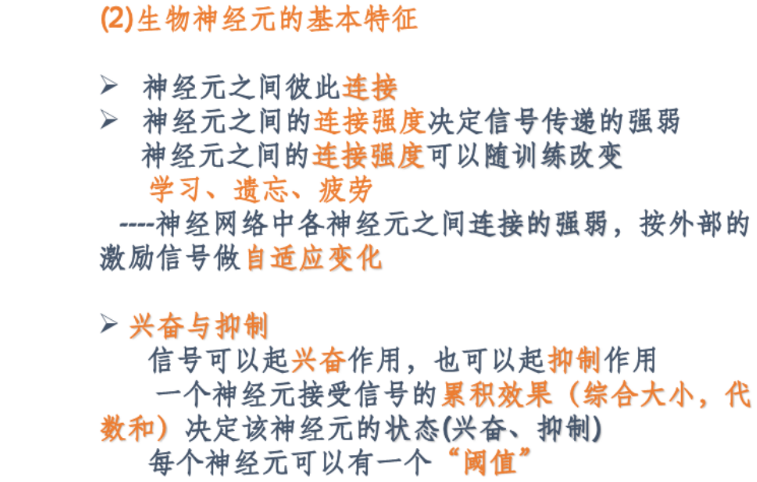 (2)生物神经元的基本特征
➢ 神经元之间彼此连接
➢ 神经元之间的连接强度决定信号传递的强弱
神经元之间的连接强度可以随训练改变
学习、遗忘、疲劳
----神经网络中各神经元之间连接的强弱，按外部的
激励信号做自适应变化
➢ 兴奋与抑制
信号可以起兴奋作用，也可以起抑制作用
一个神经元接受信号的累积效果（综合大小，代
数和）决定该神经元的状态(兴奋、抑制)
每个神经元可以有一个“阈值”